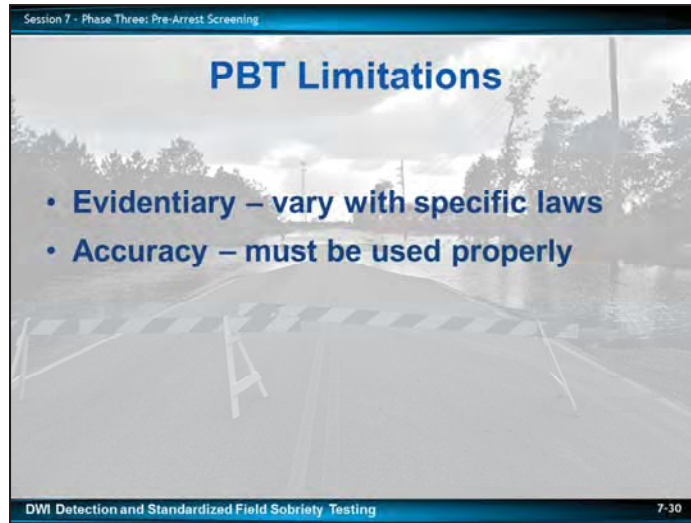 Session 7 - Phase Three: Pre-Arrest Screening
PBT Limitations
• Evidentiary – vary with specific laws
• Accuracy – must be used properly
DWI Detection and Standardized Field Sobriety Testing
7-30